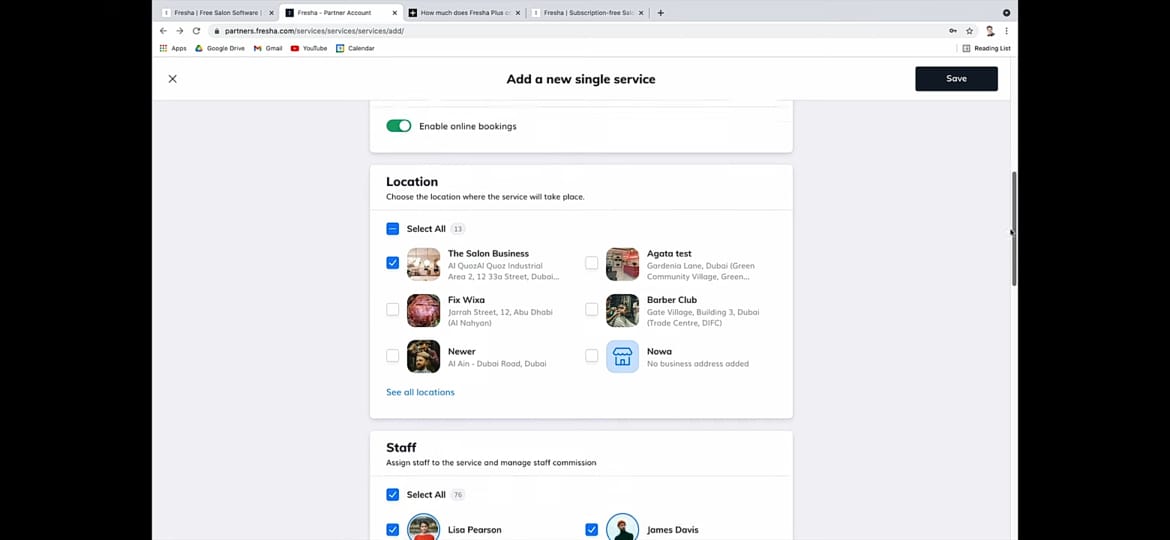 Fresha | Free Salon Software |
Fresha - Partner Account
How much does Fresha Plus c
Fresha | Subscription-free Sal
partners.fresha.com/services/services/services/add/
Apps
Google Drive
Gmail
YouTube
Calendar
Reading List
Add a new single service
Save
Enable online bookings
Location
Choose the location where the service will take place.
Select All 13
The Salon Business
Al QuozAl Quoz Industrial
Area 2, 12 33a Street, Dubai...
Agata test
Gardenia Lane, Dubai (Green
Community Village, Green...
Fix Wixa
Jarrah Street, 12, Abu Dhabi
(Al Nahyan)
Barber Club
Gate Village, Building 3, Dubai
(Trade Centre, DIFC)
Newer
Al Ain - Dubai Road, Dubai
Nowa
No business address added
See all locations
Staff
Assign staff to the service and manage staff commission
Select All 76
Lisa Pearson
James Davis